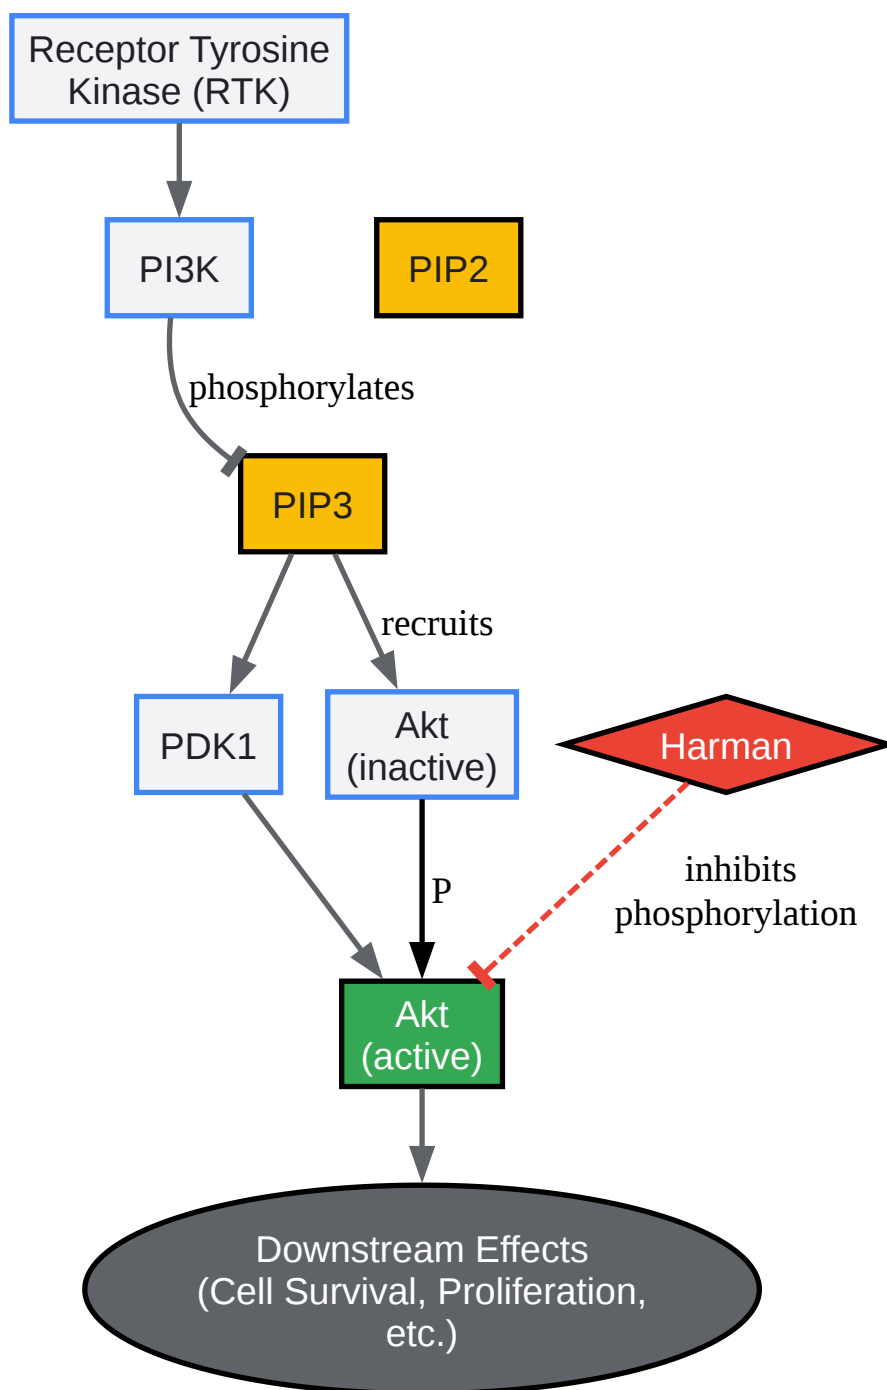 Receptor Tyrosine
Kinase (RTK)
PI3K
PIP2
phosphorylates
PIP3
recruits
PDK1
Akt
(inactive)
Harman
P
inhibits
phosphorylation
Akt
(active)
Downstream Effects
(Cell Survival, Proliferation,
etc.)